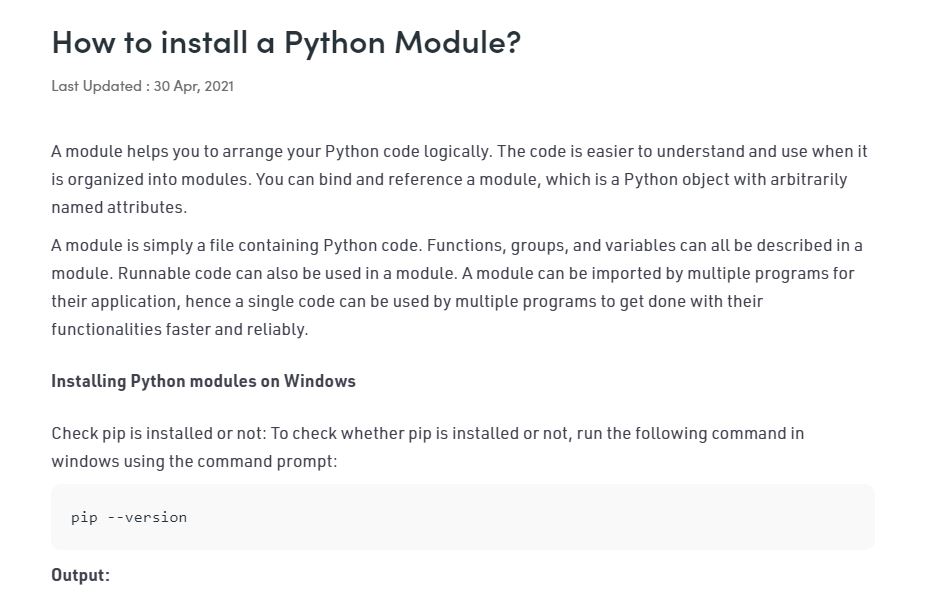 How to install a Python Module?
Last Updated : 30 Apr, 2021
A module helps you to arrange your Python code logically. The code is easier to understand and use when it
is organized into modules. You can bind and reference a module, which is a Python object with arbitrarily
named attributes.
A module is simply a file containing Python code. Functions, groups, and variables can all be described in a
module. Runnable code can also be used in a module. A module can be imported by multiple programs for
their application, hence a single code can be used by multiple programs to get done with their
functionalities faster and reliably.
Installing Python modules on Windows
Check pip is installed or not: To check whether pip is installed or not, run the following command in
windows using the command prompt:
pip --version
Output: